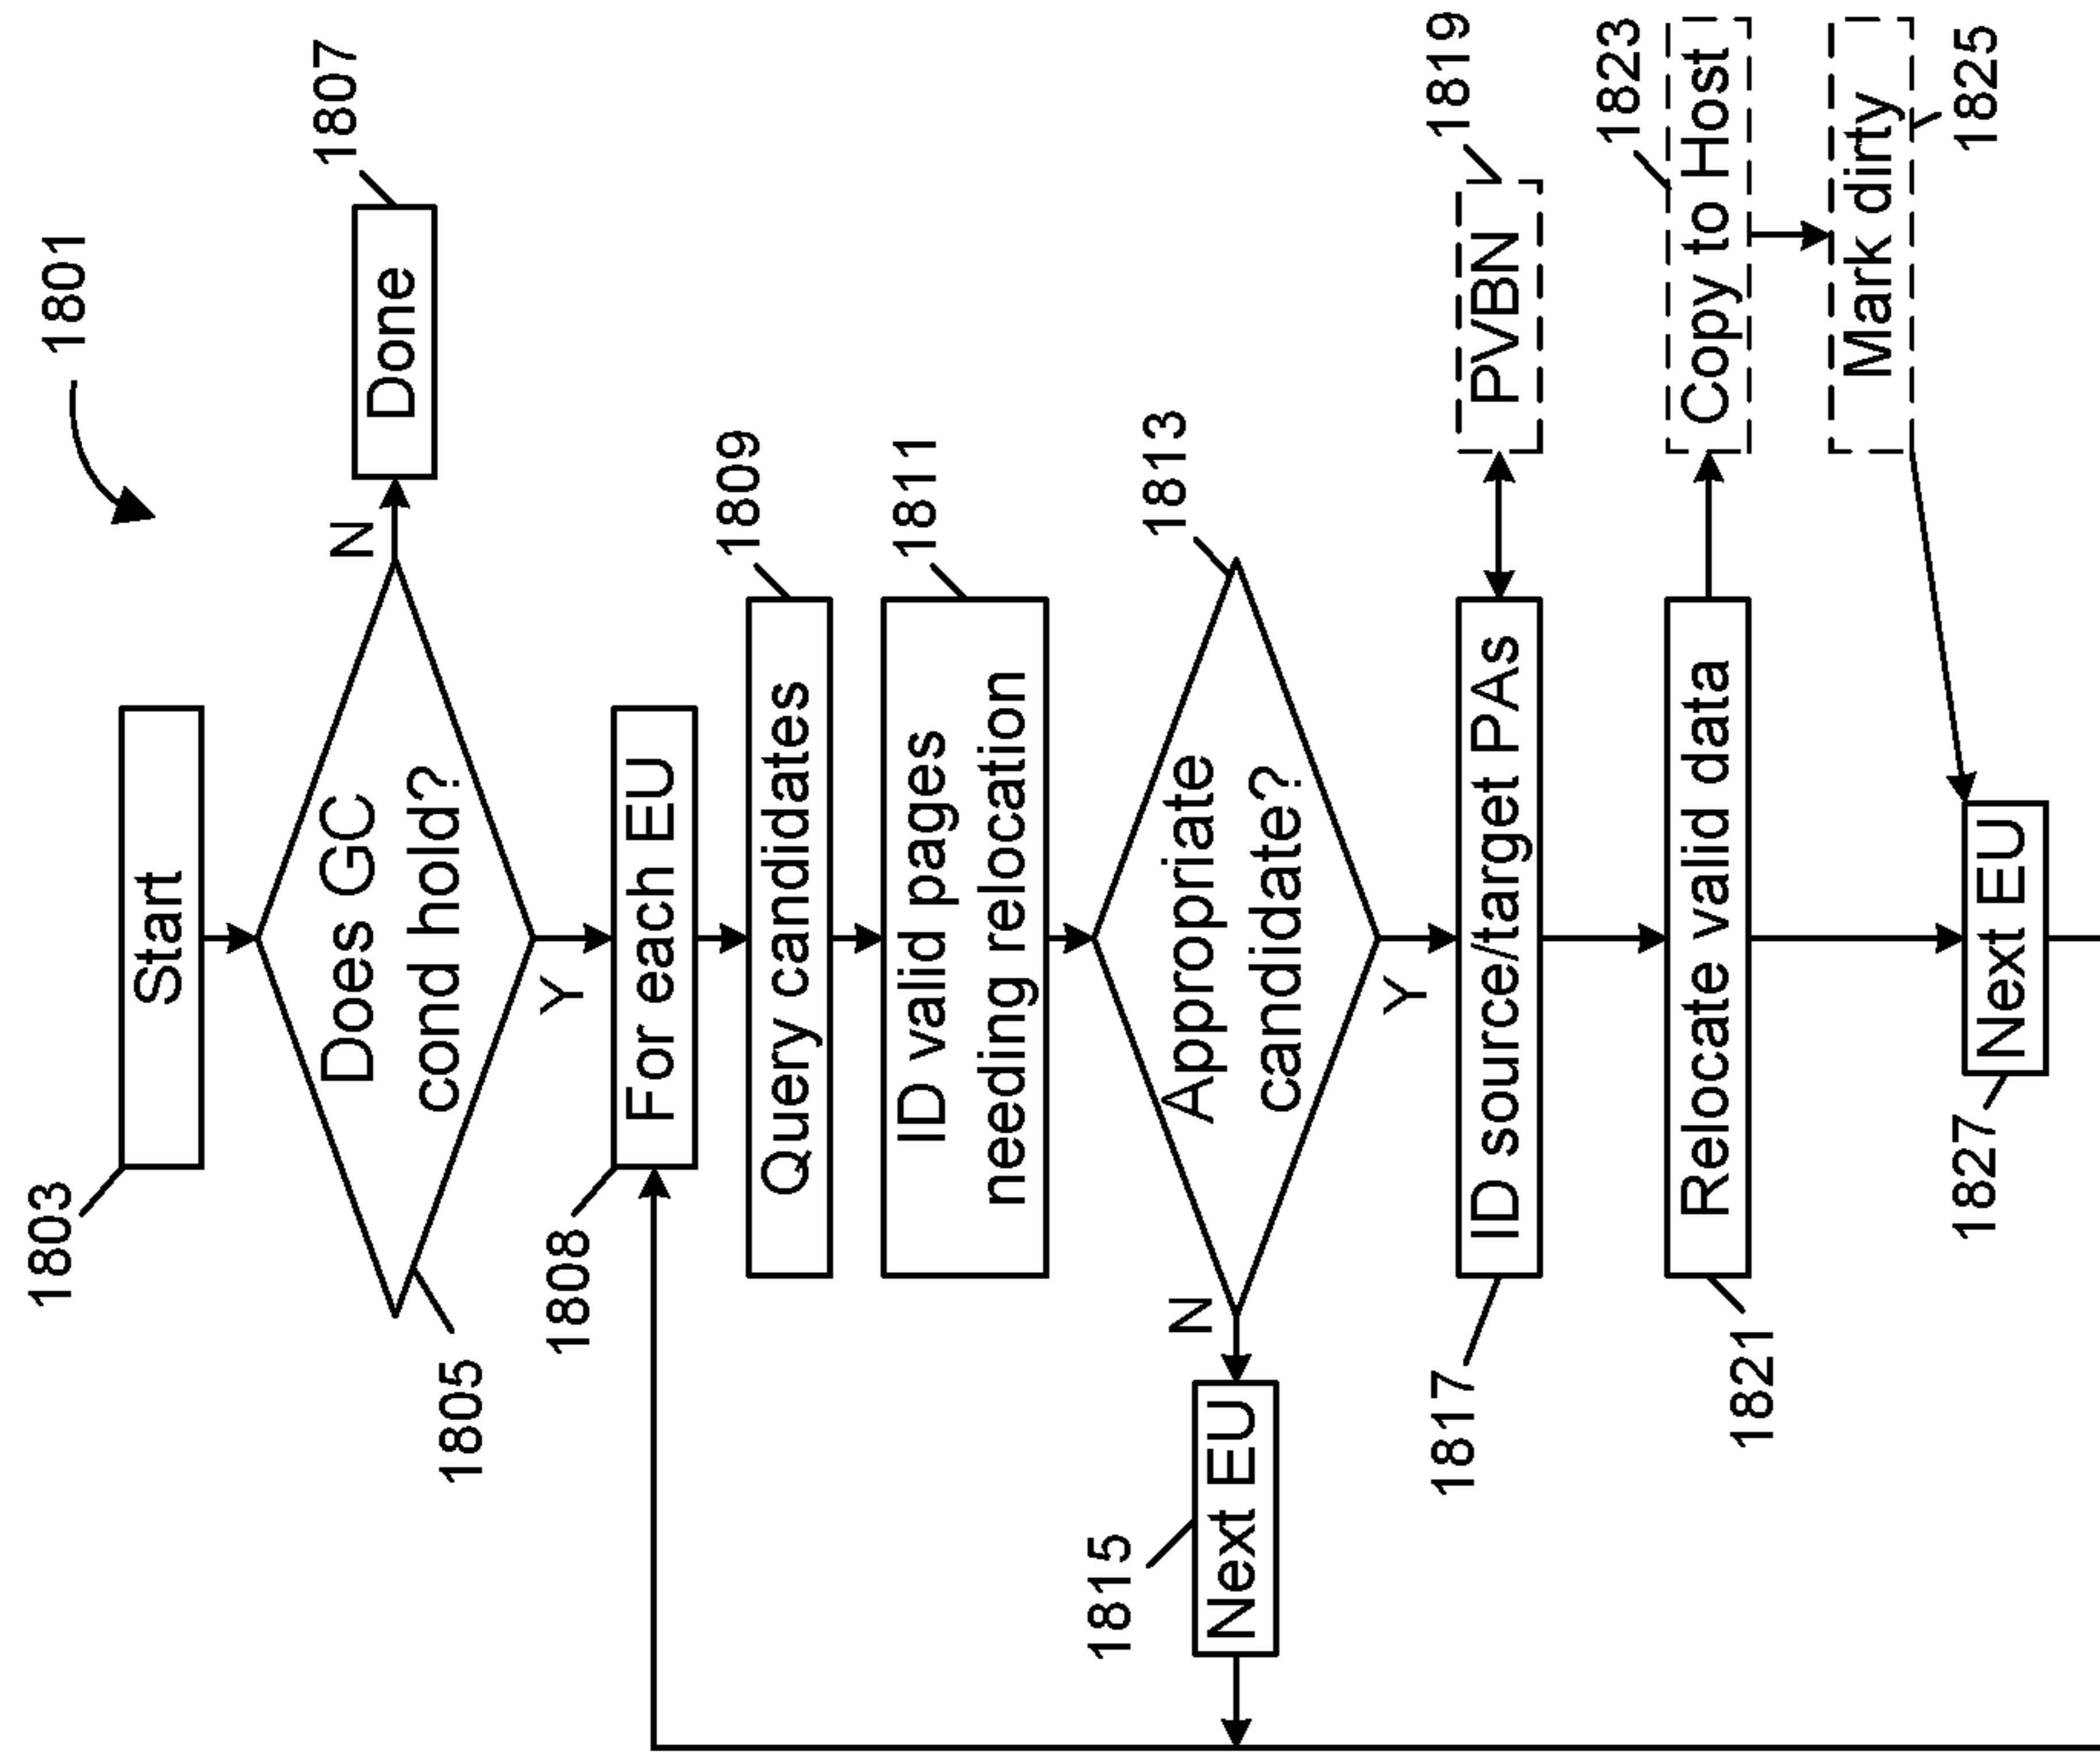 1801
1803
Start
1805
Does GC
cond hold?
N
Done
1807
Y
1808
For each EU
Query candidates
1809
ID valid pages
needing relocation
1811
Appropriate
candidate?
1813
N
Next EU
1815
Y
1817
ID source/target PAs
PVBN
1819
1821
Relocate valid data
Copy to Host
1823
Mark dirty
1825
1827
Next EU